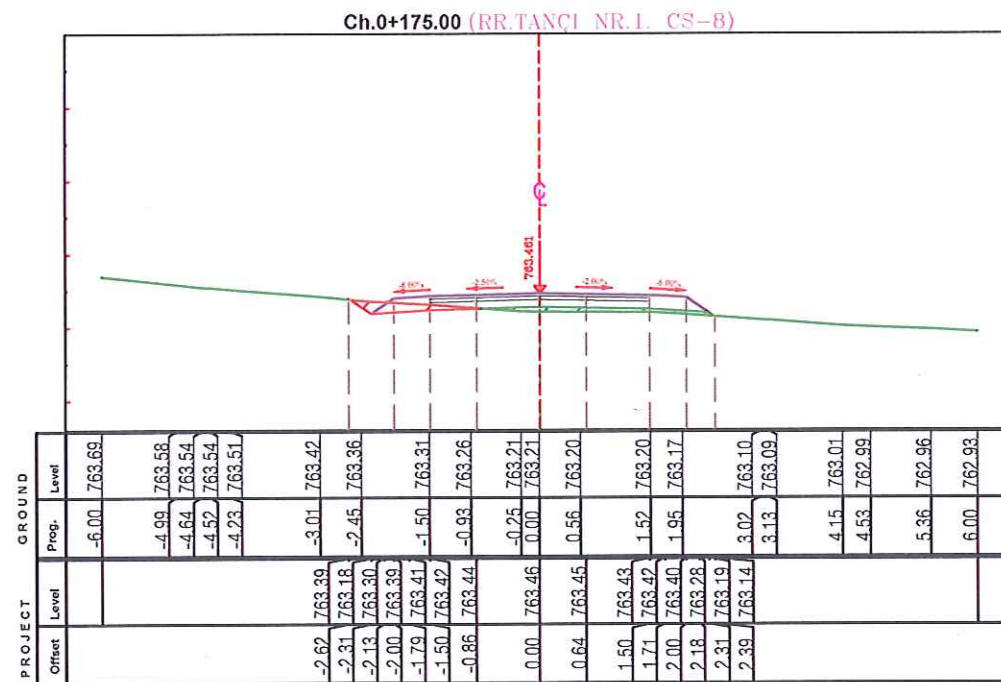 Ch.0+175.00 (RR.TANÇI NR.1. CS-8)
763.461
-2.50% -2.00%
GROUND
Level 763.69 763.58 763.54 763.54 763.51 763.42 763.36 763.31 763.26 763.21 763.21 763.20 763.20 763.17 763.10 763.09 763.01 762.99 762.96 762.93
Prog. -6.00 -4.99 -4.64 -4.52 -4.23 -3.01 -2.45 -1.50 -0.93 -0.25 0.00 0.56 1.52 1.95 3.02 3.13 4.15 4.53 5.36 6.00
PROJECT
Level 763.39 763.18 763.30 763.39 763.41 763.42 763.44 763.46 763.45 763.43 763.42 763.40 763.28 763.19 763.14
Offset -2.62 -2.31 -2.13 -2.00 -1.79 -1.50 -0.86 0.00 0.64 1.50 1.71 2.00 2.18 2.31 2.39